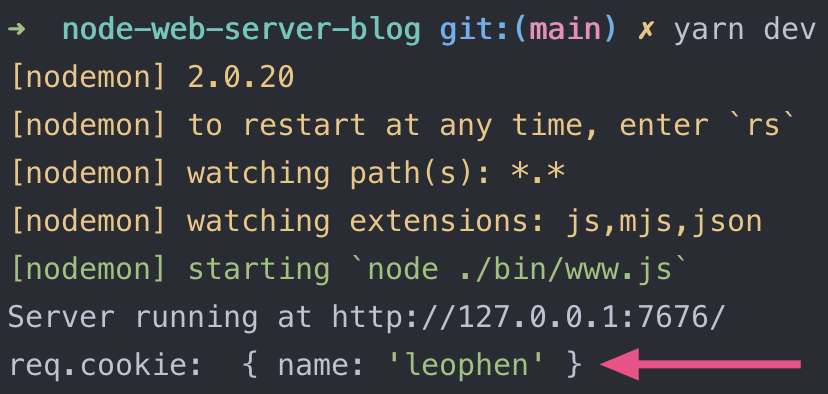 ➜  node-web-server-blog git:(main) ✗ yarn dev
[nodemon] 2.0.20
[nodemon] to restart at any time, enter `rs`
[nodemon] watching path(s): *.*
[nodemon] watching extensions: js,mjs,json
[nodemon] starting `node ./bin/www.js`
Server running at http://127.0.0.1:7676/
req.cookie:  { name: 'leophen' }